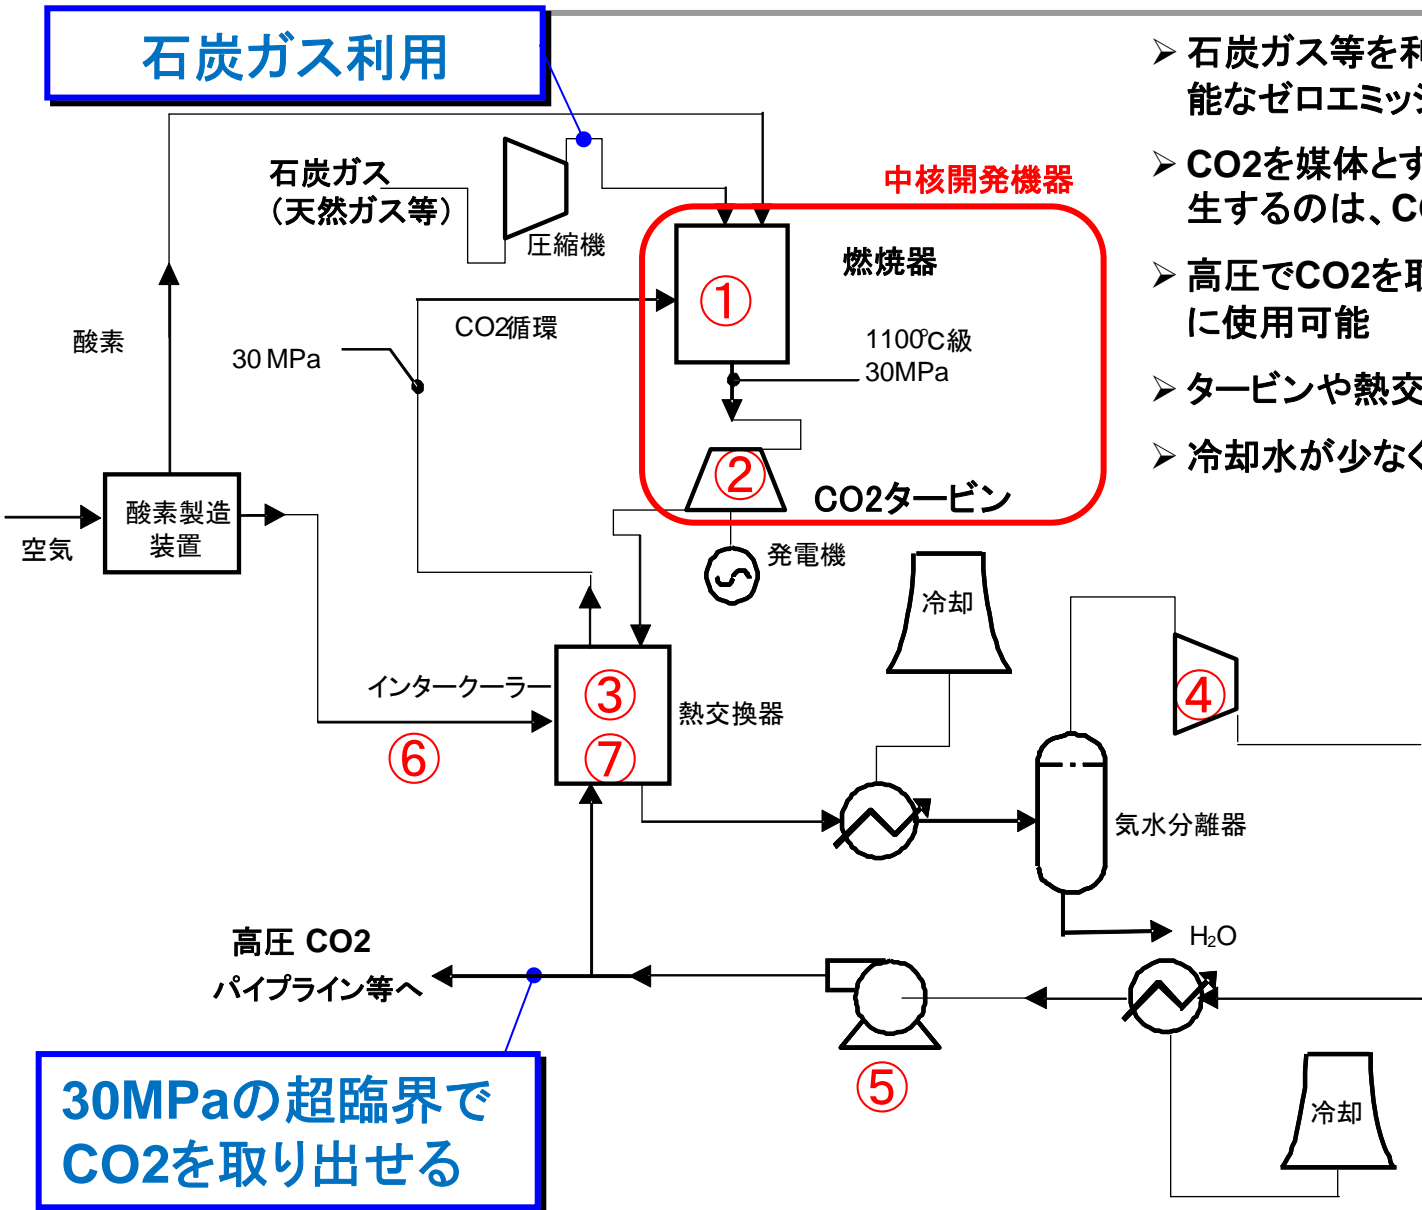 石炭ガス利用
石炭ガス等を利
能なゼロエミッシ
CO2を媒体とす
生するのは、CO
高圧でCO2を取
に使用可能
タービンや熱交
冷却水が少なく
石炭ガス
（天然ガス等）
圧縮機
中核開発機器
燃焼器
①
CO2循環
酸素
30 MPa
1100℃級
30MPa
②
CO2タービン
酸素製造
装置
空気
発電機
冷却
インタークーラー
③
熱交換器
④
⑥
⑦
気水分離器
H₂O
高圧 CO2
パイプライン等へ
⑤
30MPaの超臨界で
CO2を取り出せる
冷却